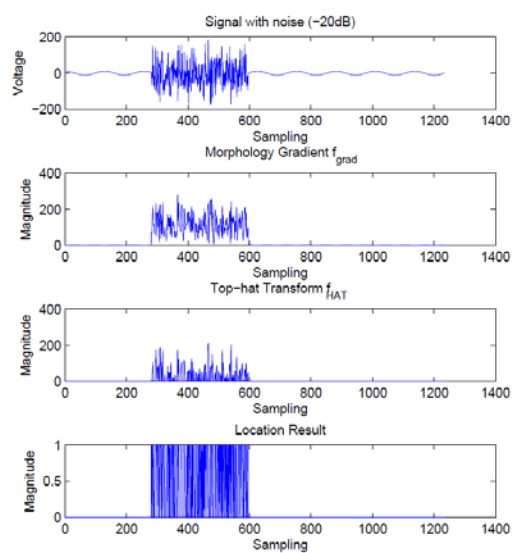 Signal with noise (−20dB)
200
0
−200
Voltage
0 200 400 600 800 1000 1200 1400
Sampling
Morphology Gradient f_grad
400
200
0
Magnitude
0 200 400 600 800 1000 1200 1400
Sampling
Top−hat Transform f_HAT
400
200
0
Magnitude
0 200 400 600 800 1000 1200 1400
Sampling
Location Result
1
0.5
0
Magnitude
0 200 400 600 800 1000 1200 1400
Sampling